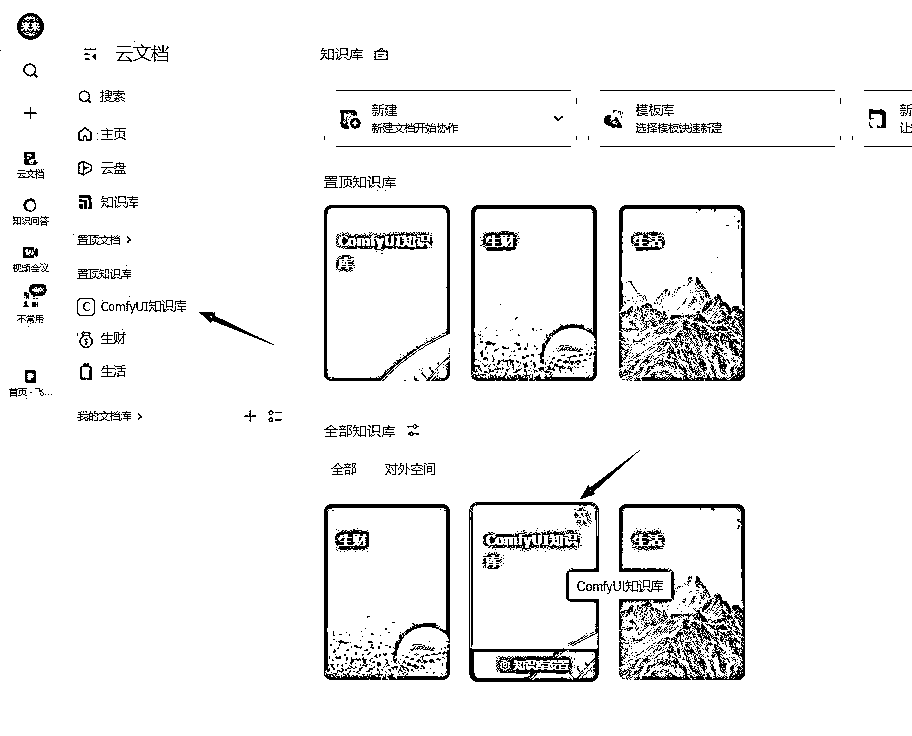 云文档
知识问答
视频会议
不常用
首页 - 飞...
云文档
搜索
主页
云盘
知识库
置顶文档
置顶知识库
C ComfyUI知识库
生财
生活
我的文档库
知识库
新建
新建文档开始协作
模板库
选择模板快速新建
置顶知识库
ComfyUI知识
库
生财
生活
全部知识库
全部
对外空间
生财
ComfyUI知识
库
知识库设置
生活
ComfyUI知识库